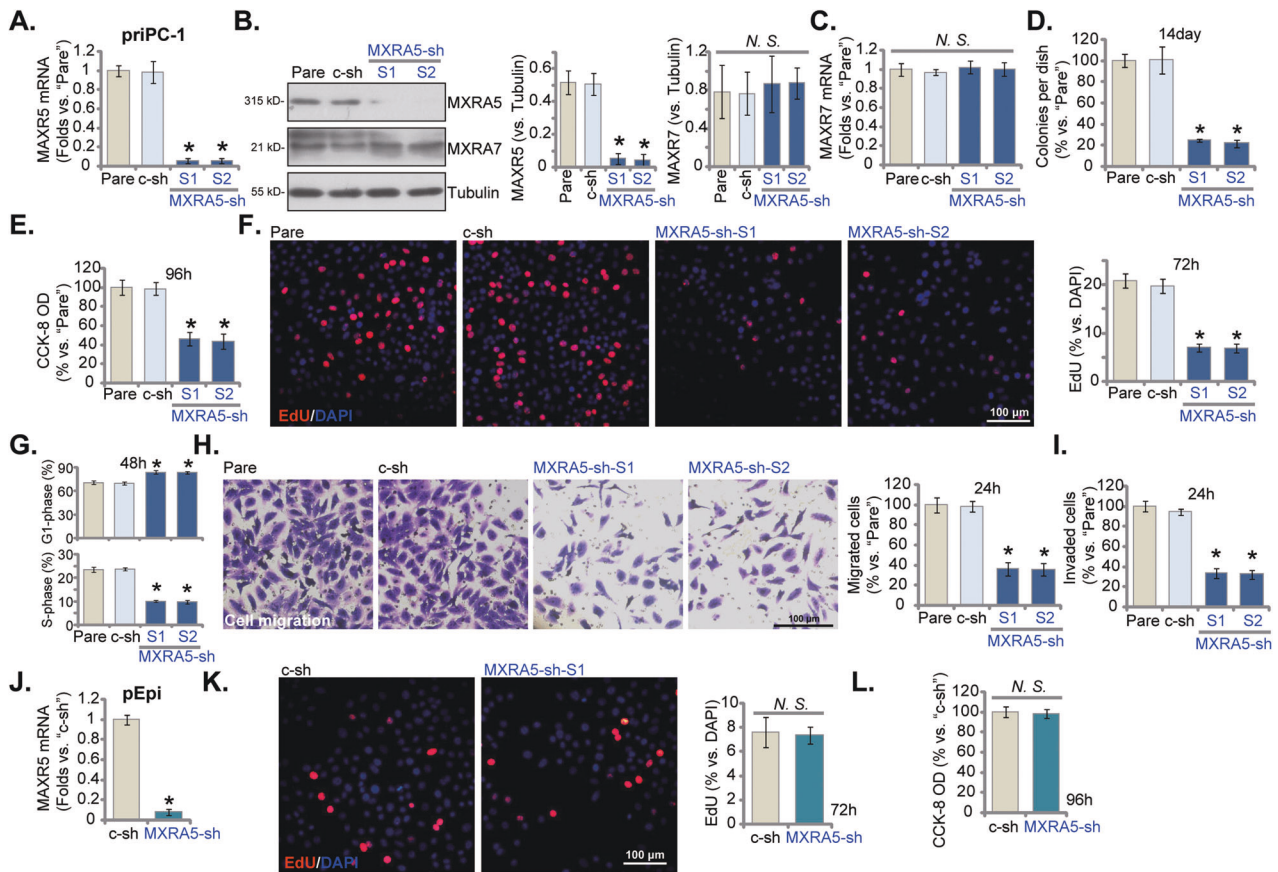 A.
priPC-1
MAXR5 mRNA
(Folds vs. “Pare”)
1.2
1
0.8
0.6
0.4
0.2
0
* *
Pare c-sh S1 S2
MXRA5-sh
B.
MXRA5-sh
Pare c-sh S1 S2
315 kD-
MXRA5
21 kD-
MXRA7
55 kD-
Tubulin
MAXR5 (vs. Tubulin)
0.6
0.5
0.4
0.3
0.2
0.1
0
* *
Pare c-sh S1 S2
MXRA5-sh
MAXR7 (vs. Tubulin)
N. S.
1.2
0.8
0.4
0
Pare c-sh S1 S2
MXRA5-sh
C.
MAXR7 mRNA
(Folds vs. “Pare”)
N. S.
1.2
1
0.8
0.6
0.4
0.2
0
Pare c-sh S1 S2
MXRA5-sh
D.
Colonies per dish
(% vs. “Pare”)
14day
120
100
80
60
40
20
0
* *
Pare c-sh S1 S2
MXRA5-sh
E.
CCK-8 OD
(% vs. “Pare”)
96h
120
100
80
60
40
20
0
* *
Pare c-sh S1 S2
MXRA5-sh
F.
Pare c-sh MXRA5-sh-S1 MXRA5-sh-S2
EdU/DAPI
100 µm
EdU (% vs. DAPI)
72h
25
20
15
10
5
0
* *
Pare c-sh S1 S2
MXRA5-sh
G.
G1-phase (%)
48h
* *
90
60
30
0
S-phase (%)
30
20
10
0
* *
Pare c-sh S1 S2
MXRA5-sh
H.
Pare c-sh MXRA5-sh-S1 MXRA5-sh-S2
Cell migration
100 µm
Migrated cells
(% vs. “Pare”)
24h
120
100
80
60
40
20
0
* *
Pare c-sh S1 S2
MXRA5-sh
I.
Invaded cells
(% vs. “Pare”)
24h
120
100
80
60
40
20
0
* *
Pare c-sh S1 S2
MXRA5-sh
J.
pEpi
MAXR5 mRNA
(Folds vs. “c-sh”)
1.2
1
0.8
0.6
0.4
0.2
0
*
c-sh MXRA5-sh
K.
c-sh MXRA5-sh-S1
EdU/DAPI
100 µm
EdU (% vs. DAPI)
N. S.
10
8
6
4
2
0
72h
c-sh MXRA5-sh
L.
CCK-8 OD (% vs. “c-sh”)
N. S.
120
100
80
60
40
20
0
96h
c-sh MXRA5-sh